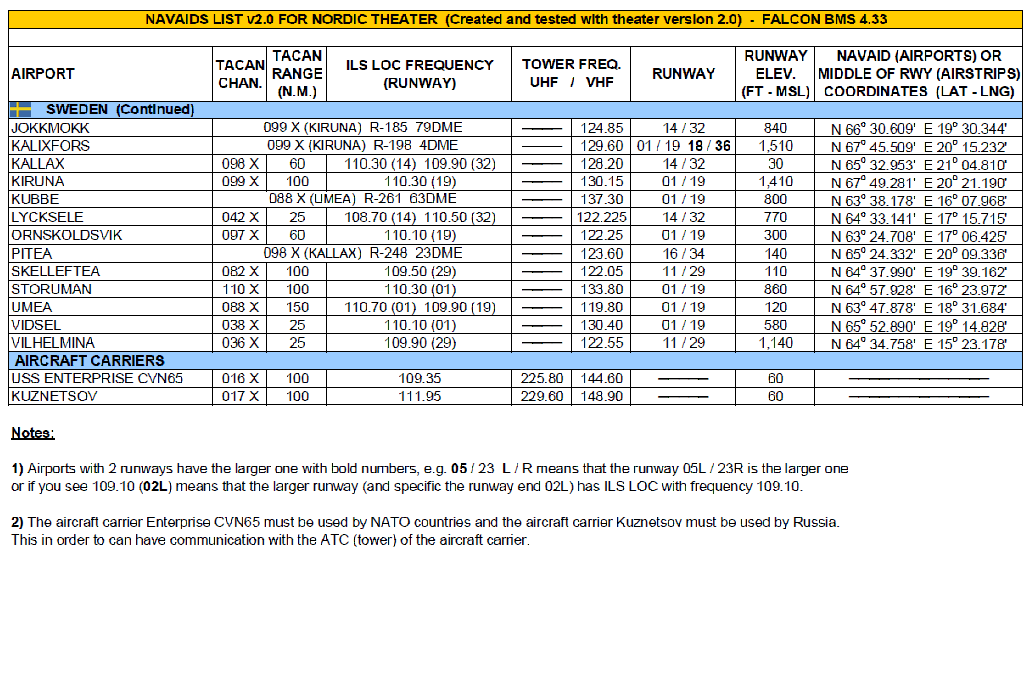 NAVAIDS LIST v2.0 FOR NORDIC THEATER (Created and tested with theater version 2.0) - FALCON BMS 4.33
AIRPORT TACAN CHAN. TACAN RANGE (N.M.) ILS LOC FREQUENCY (RUNWAY) TOWER FREQ. UHF / VHF RUNWAY RUNWAY ELEV. (FT - MSL) NAVAID (AIRPORTS) OR MIDDLE OF RWY (AIRSTRIPS) COORDINATES (LAT - LNG)
SWEDEN (Continued)
JOKKMOKK 099 X (KIRUNA) R-185 79DME ——— 124.85 14 / 32 840 N 66° 30.609' E 19° 30.344'
KALIXFORS 099 X (KIRUNA) R-198 4DME ——— 129.60 01 / 19 18 / 36 1,510 N 67° 45.509' E 20° 15.232'
KALLAX 098 X 60 110.30 (14) 109.90 (32) ——— 128.20 14 / 32 30 N 65° 32.953' E 21° 04.810'
KIRUNA 099 X 100 110.30 (19) ——— 130.15 01 / 19 1,410 N 67° 49.281' E 20° 21.190'
KUBBE 088 X (UMEA) R-261 63DME ——— 137.30 01 / 19 800 N 63° 38.178' E 16° 07.968'
LYCKSELE 042 X 25 108.70 (14) 110.50 (32) ——— 122.225 14 / 32 770 N 64° 33.141' E 17° 15.715'
ORNSKOLDSVIK 097 X 60 110.10 (19) ——— 122.25 01 / 19 300 N 63° 24.708' E 17° 06.425'
PITEA 098 X (KALLAX) R-248 23DME ——— 123.60 16 / 34 140 N 65° 24.332' E 20° 09.336'
SKELLEFTEA 082 X 100 109.50 (29) ——— 122.05 11 / 29 110 N 64° 37.990' E 19° 39.162'
STORUMAN 110 X 100 110.30 (01) ——— 133.80 01 / 19 860 N 64° 57.928' E 16° 23.972'
UMEA 088 X 150 110.70 (01) 109.90 (19) ——— 119.80 01 / 19 120 N 63° 47.878' E 18° 31.684'
VIDSEL 038 X 25 110.10 (01) ——— 130.40 01 / 19 580 N 65° 52.890' E 19° 14.828'
VILHELMINA 036 X 25 109.90 (29) ——— 122.55 11 / 29 1,140 N 64° 34.758' E 15° 23.178'
AIRCRAFT CARRIERS
USS ENTERPRISE CVN65 016 X 100 109.35 225.80 144.60 ——— 60 ———
KUZNETSOV 017 X 100 111.95 229.60 148.90 ——— 60 ———
Notes:
1) Airports with 2 runways have the larger one with bold numbers, e.g. 05 / 23 L / R means that the runway 05L / 23R is the larger one
or if you see 109.10 (02L) means that the larger runway (and specific the runway end 02L) has ILS LOC with frequency 109.10.
2) The aircraft carrier Enterprise CVN65 must be used by NATO countries and the aircraft carrier Kuznetsov must be used by Russia.
This in order to can have communication with the ATC (tower) of the aircraft carrier.